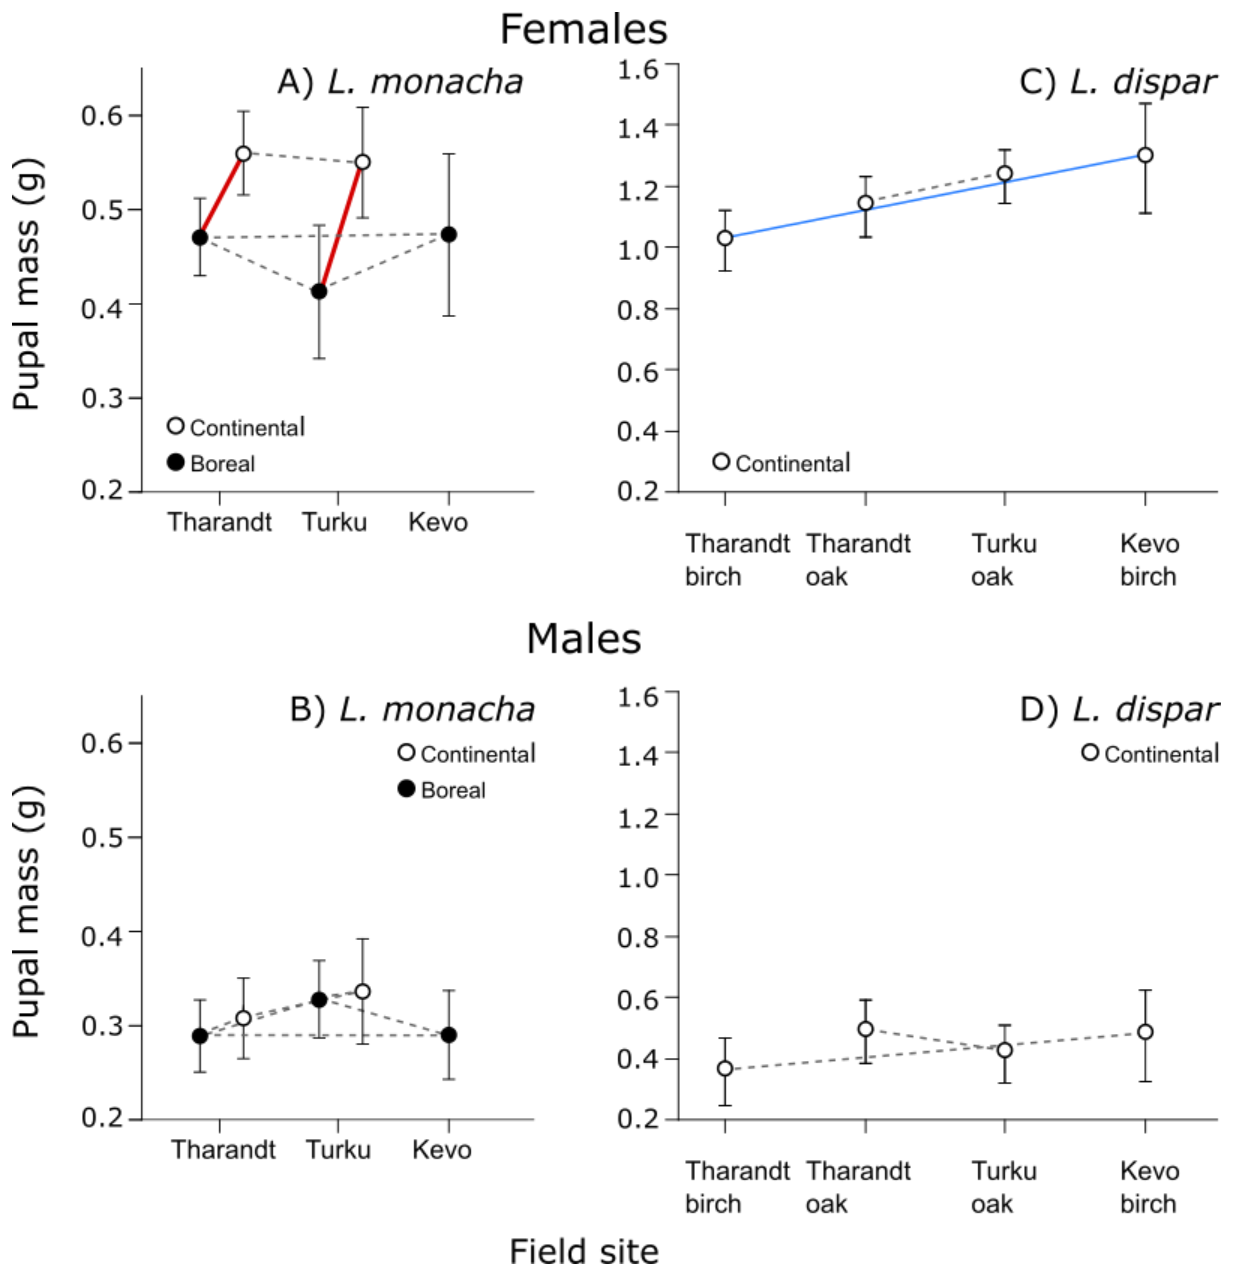 Females
A) L. monacha
Pupal mass (g)
0.6
0.5
0.4
0.3
0.2
Continental
Boreal
Tharandt Turku Kevo
C) L. dispar
1.6
1.4
1.2
1.0
0.8
0.6
0.4
0.2
Continental
Tharandt Tharandt Turku Kevo
birch oak oak birch
Males
B) L. monacha
Continental
Boreal
Pupal mass (g)
0.6
0.5
0.4
0.3
0.2
Tharandt Turku Kevo
D) L. dispar
Continental
1.6
1.4
1.2
1.0
0.8
0.6
0.4
0.2
Tharandt Tharandt Turku Kevo
birch oak oak birch
Field site